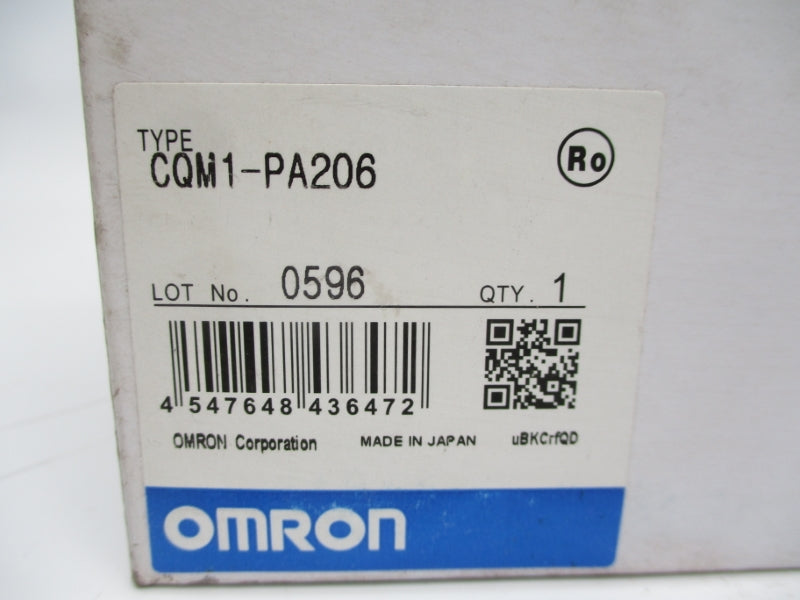 TYPE
CQM1-PA206
Ro
LOT No. 0596 QTY. 1
4 547648 436472
OMRON Corporation MADE IN JAPAN uBKCrfQD
OMRON